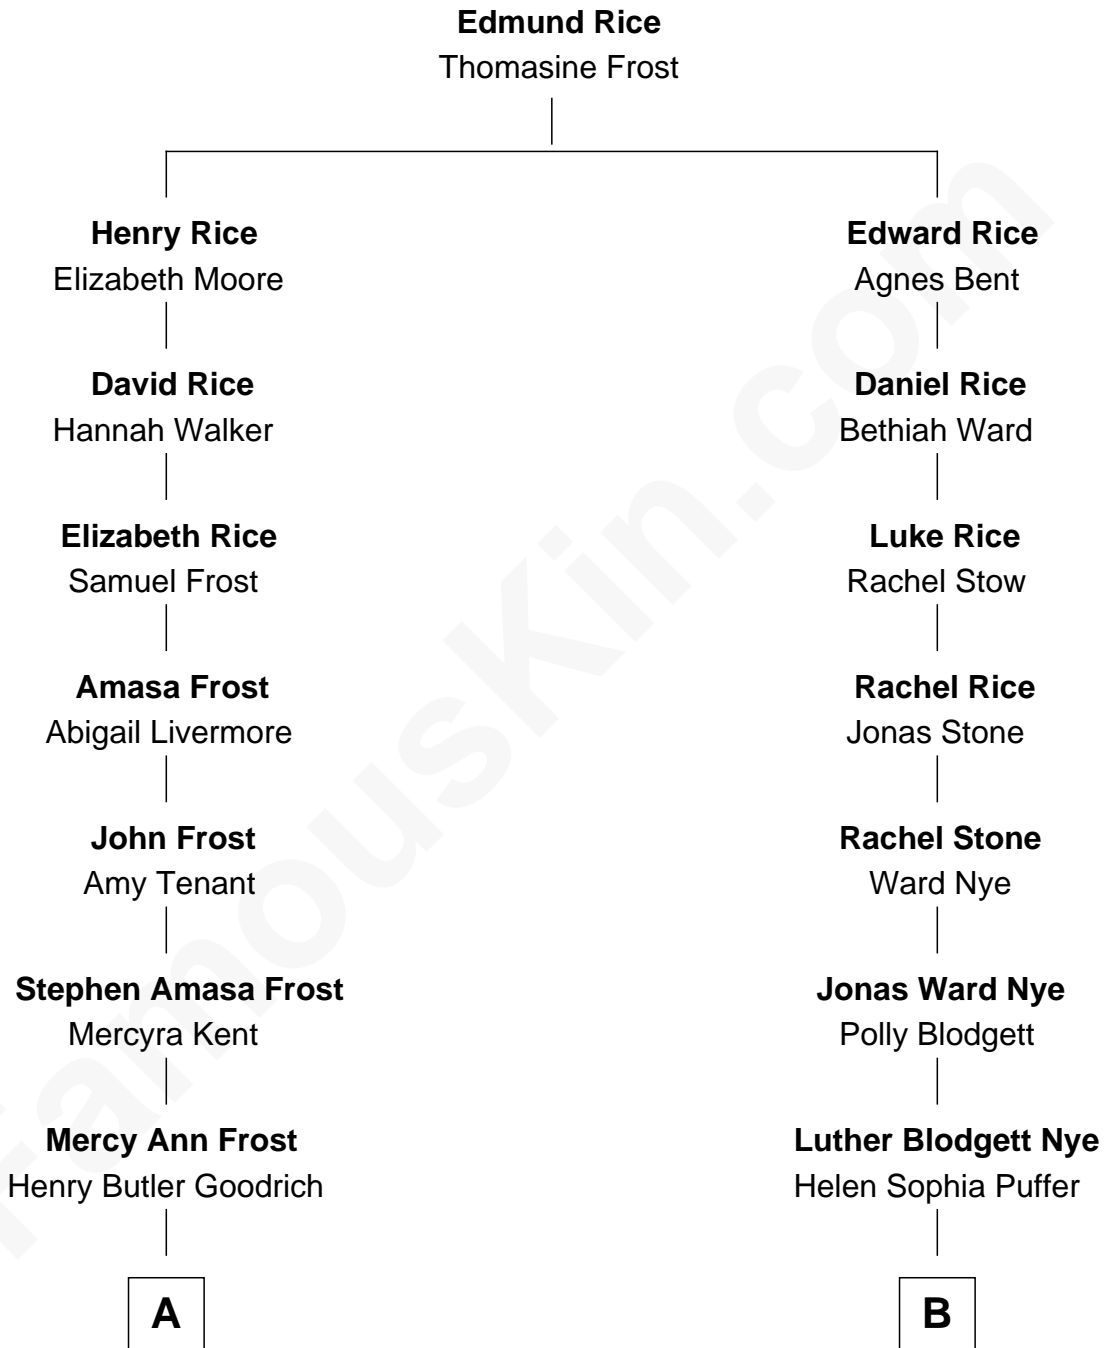 Edmund Rice
Thomasine Frost
Henry Rice
Elizabeth Moore
Edward Rice
Agnes Bent
David Rice
Hannah Walker
Daniel Rice
Bethiah Ward
Elizabeth Rice
Samuel Frost
Luke Rice
Rachel Stow
Amasa Frost
Abigail Livermore
Rachel Rice
Jonas Stone
John Frost
Amy Tenant
Rachel Stone
Ward Nye
Stephen Amasa Frost
Mercyra Kent
Jonas Ward Nye
Polly Blodgett
Mercy Ann Frost
Henry Butler Goodrich
Luther Blodgett Nye
Helen Sophia Puffer
A
B
FamousKin.com